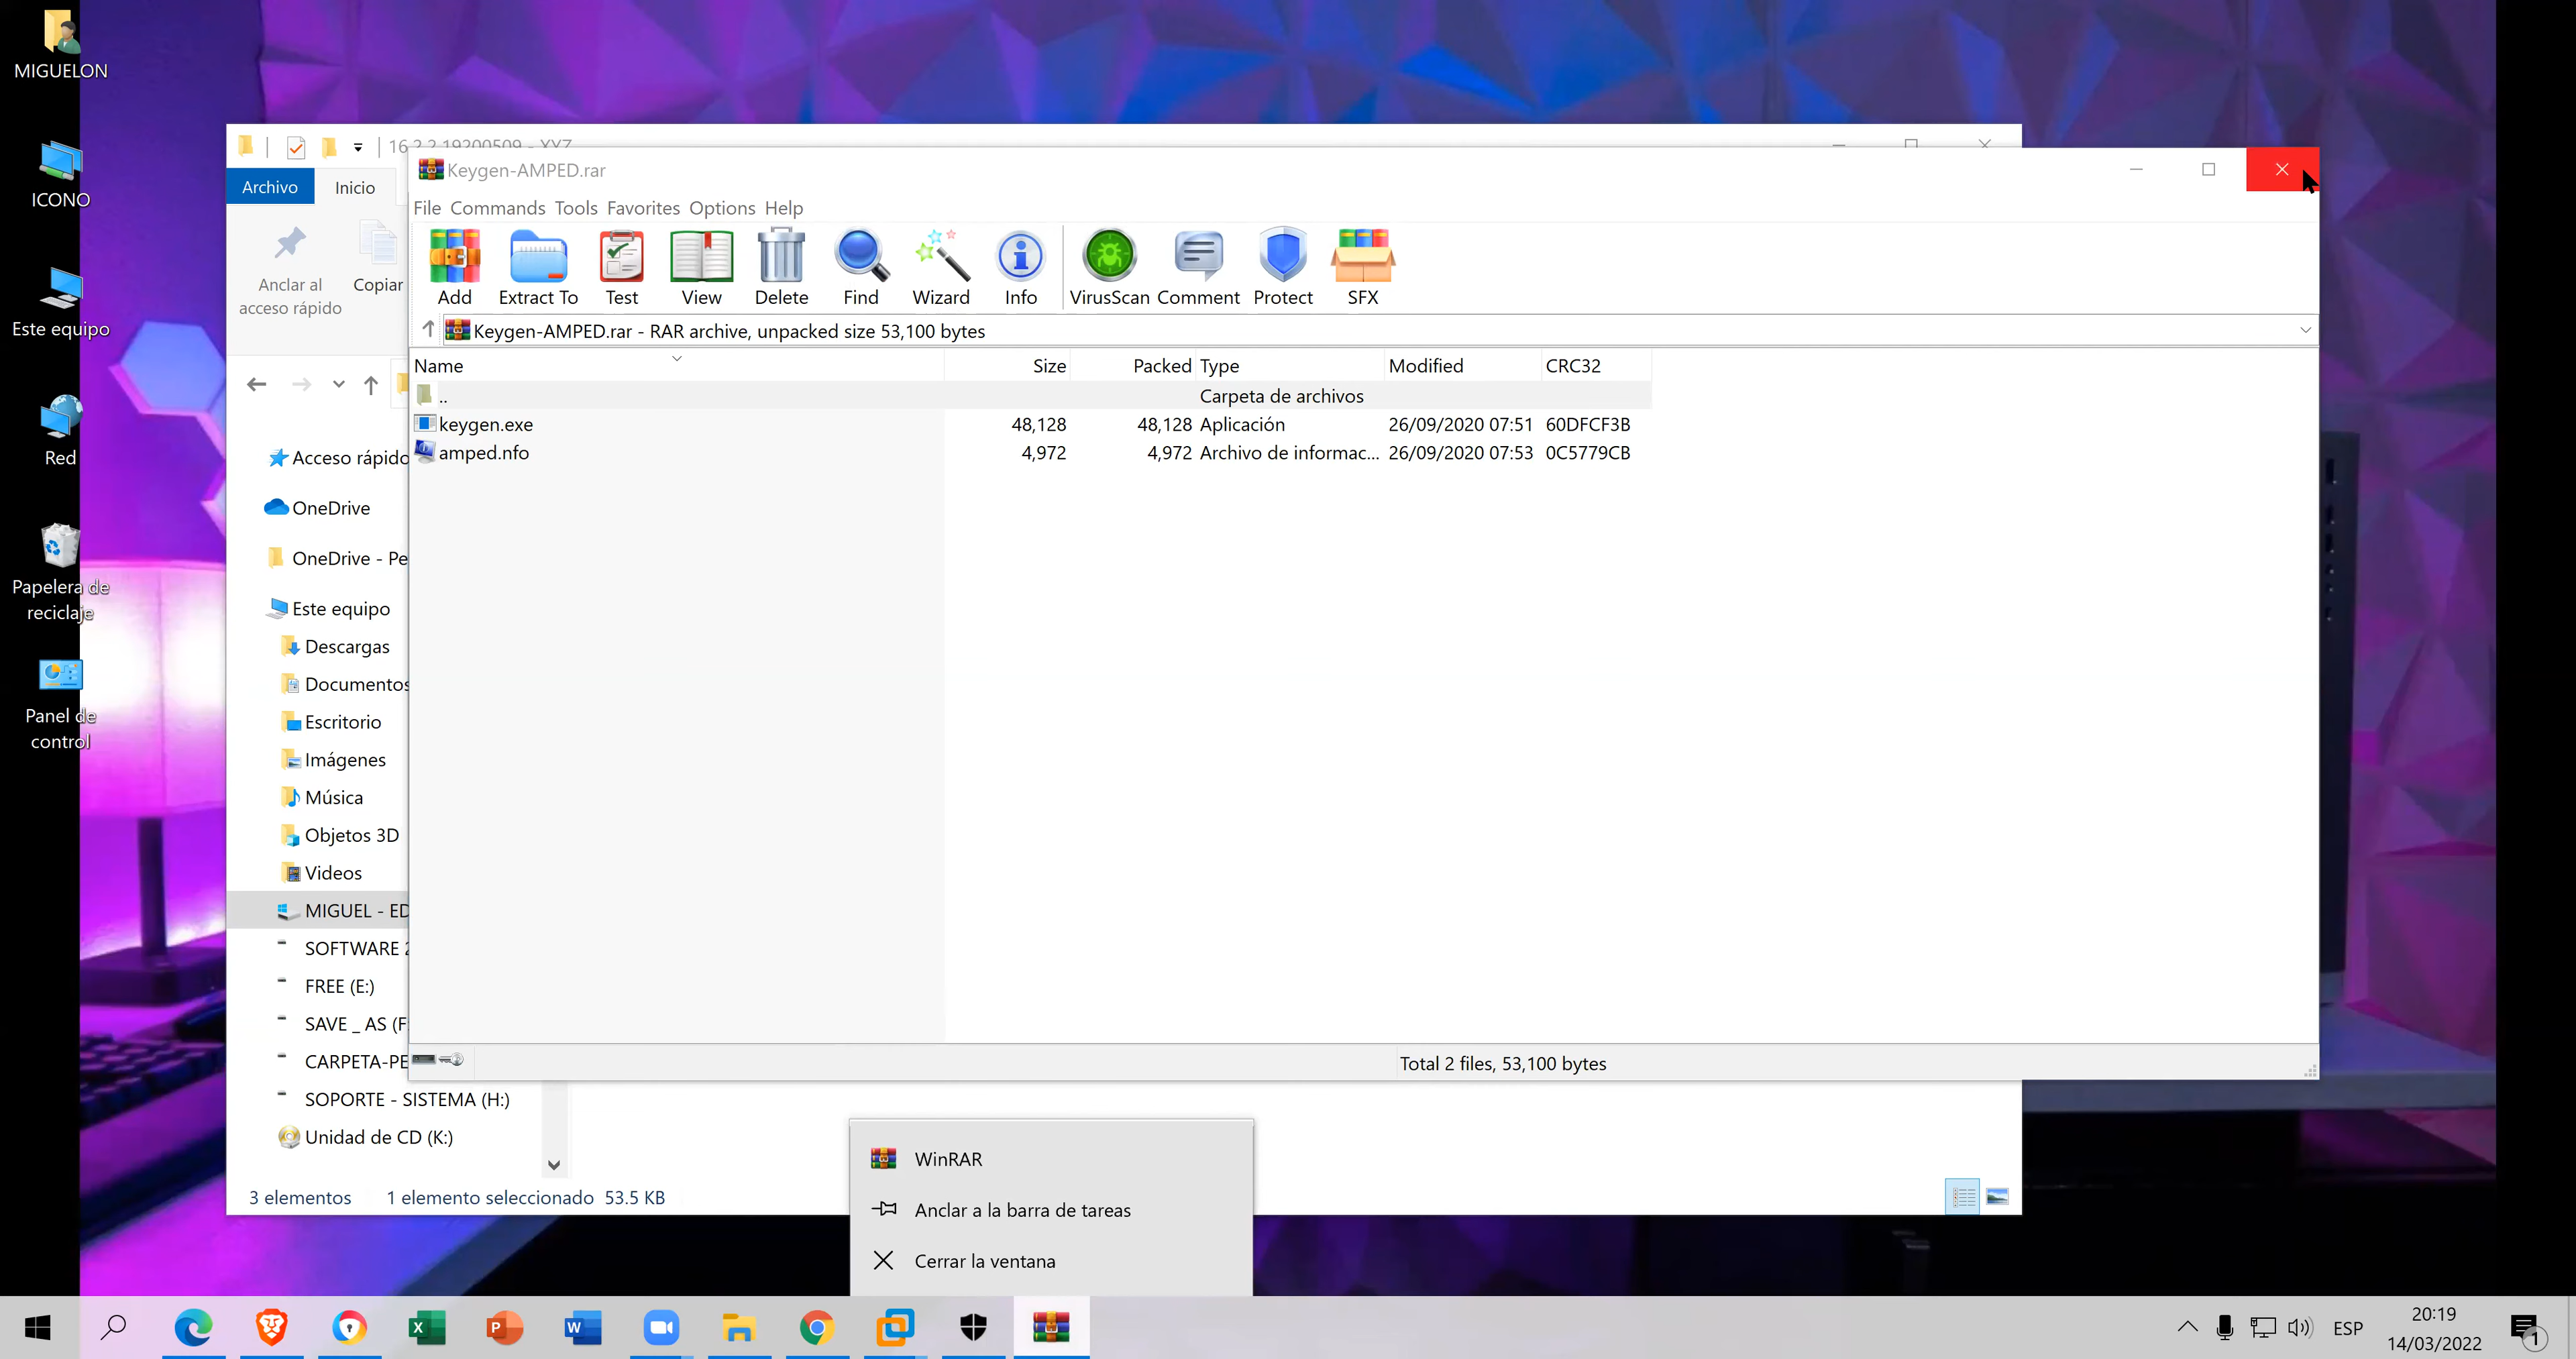 MIGUELON
ICONO
Este equipo
Red
Papelera de
reciclaje
Panel de
control
16.2.2.19200509 - XYZ
Archivo
Inicio
Anclar al
acceso rápido
Copiar
Acceso rápido
OneDrive
OneDrive - Pe
Este equipo
Descargas
Documentos
Escritorio
Imágenes
Música
Objetos 3D
Videos
MIGUEL - ED
SOFTWARE 2
FREE (E:)
SAVE _ AS (F:
CARPETA-PE
SOPORTE - SISTEMA (H:)
Unidad de CD (K:)
3 elementos 1 elemento seleccionado 53.5 KB
Keygen-AMPED.rar
File Commands Tools Favorites Options Help
Add Extract To Test View Delete Find Wizard Info VirusScan Comment Protect SFX
Keygen-AMPED.rar - RAR archive, unpacked size 53,100 bytes
Name Size Packed Type Modified CRC32
.. Carpeta de archivos
keygen.exe 48,128 48,128 Aplicación 26/09/2020 07:51 60DFCF3B
amped.nfo 4,972 4,972 Archivo de informac... 26/09/2020 07:53 0C5779CB
Total 2 files, 53,100 bytes
WinRAR
Anclar a la barra de tareas
Cerrar la ventana
ESP
20:19
14/03/2022
1